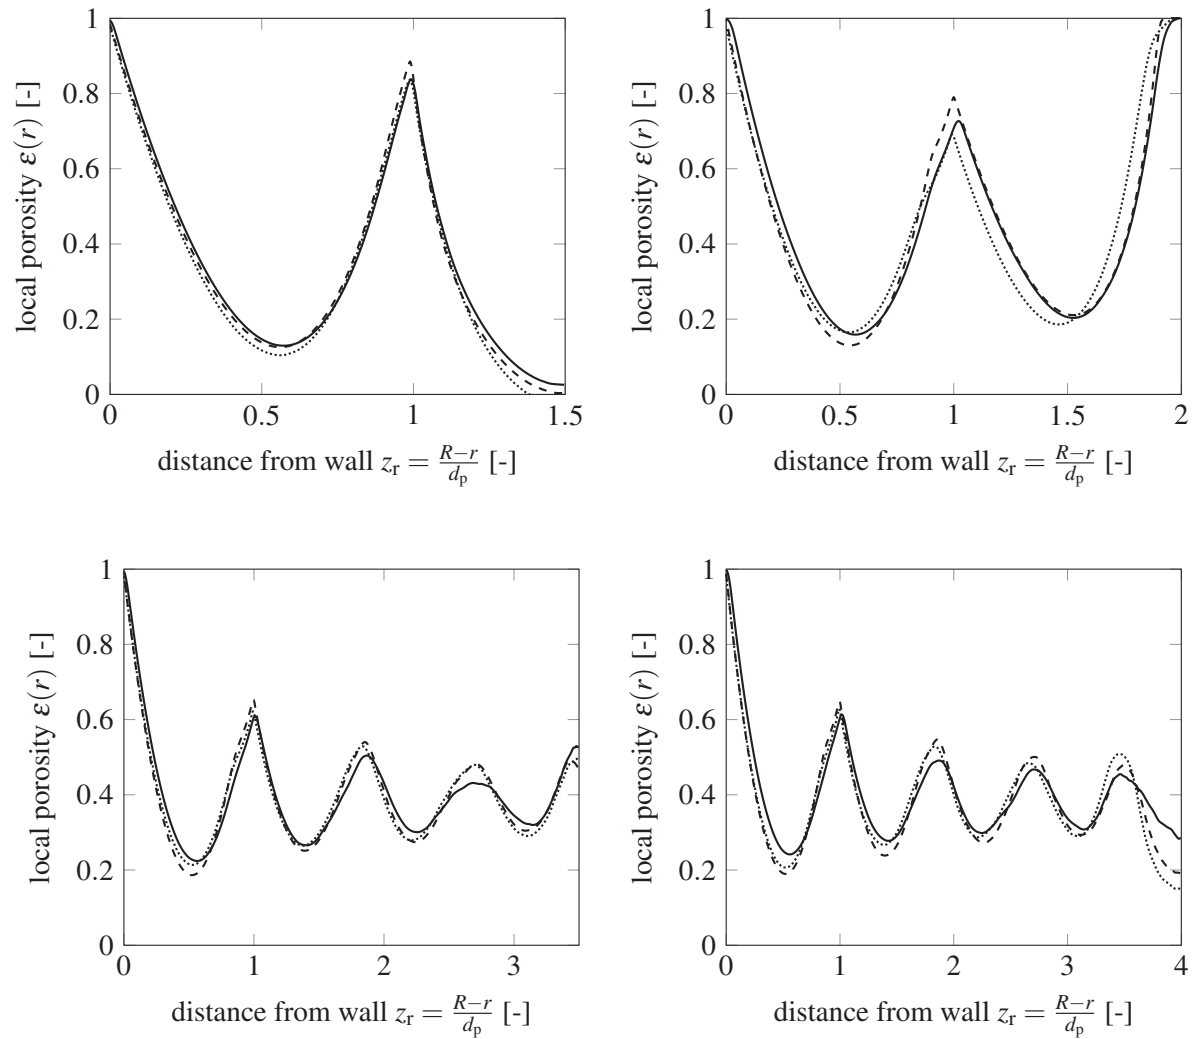 1
0.8
0.6
0.4
0.2
0
local porosity ε(r) [-]
0 0.5 1 1.5
distance from wall z_r = \frac{R−r}{d_p} [-]
1
0.8
0.6
0.4
0.2
0
local porosity ε(r) [-]
0 0.5 1 1.5 2
distance from wall z_r = \frac{R−r}{d_p} [-]
1
0.8
0.6
0.4
0.2
0
local porosity ε(r) [-]
0 1 2 3
distance from wall z_r = \frac{R−r}{d_p} [-]
1
0.8
0.6
0.4
0.2
0
local porosity ε(r) [-]
0 1 2 3 4
distance from wall z_r = \frac{R−r}{d_p} [-]